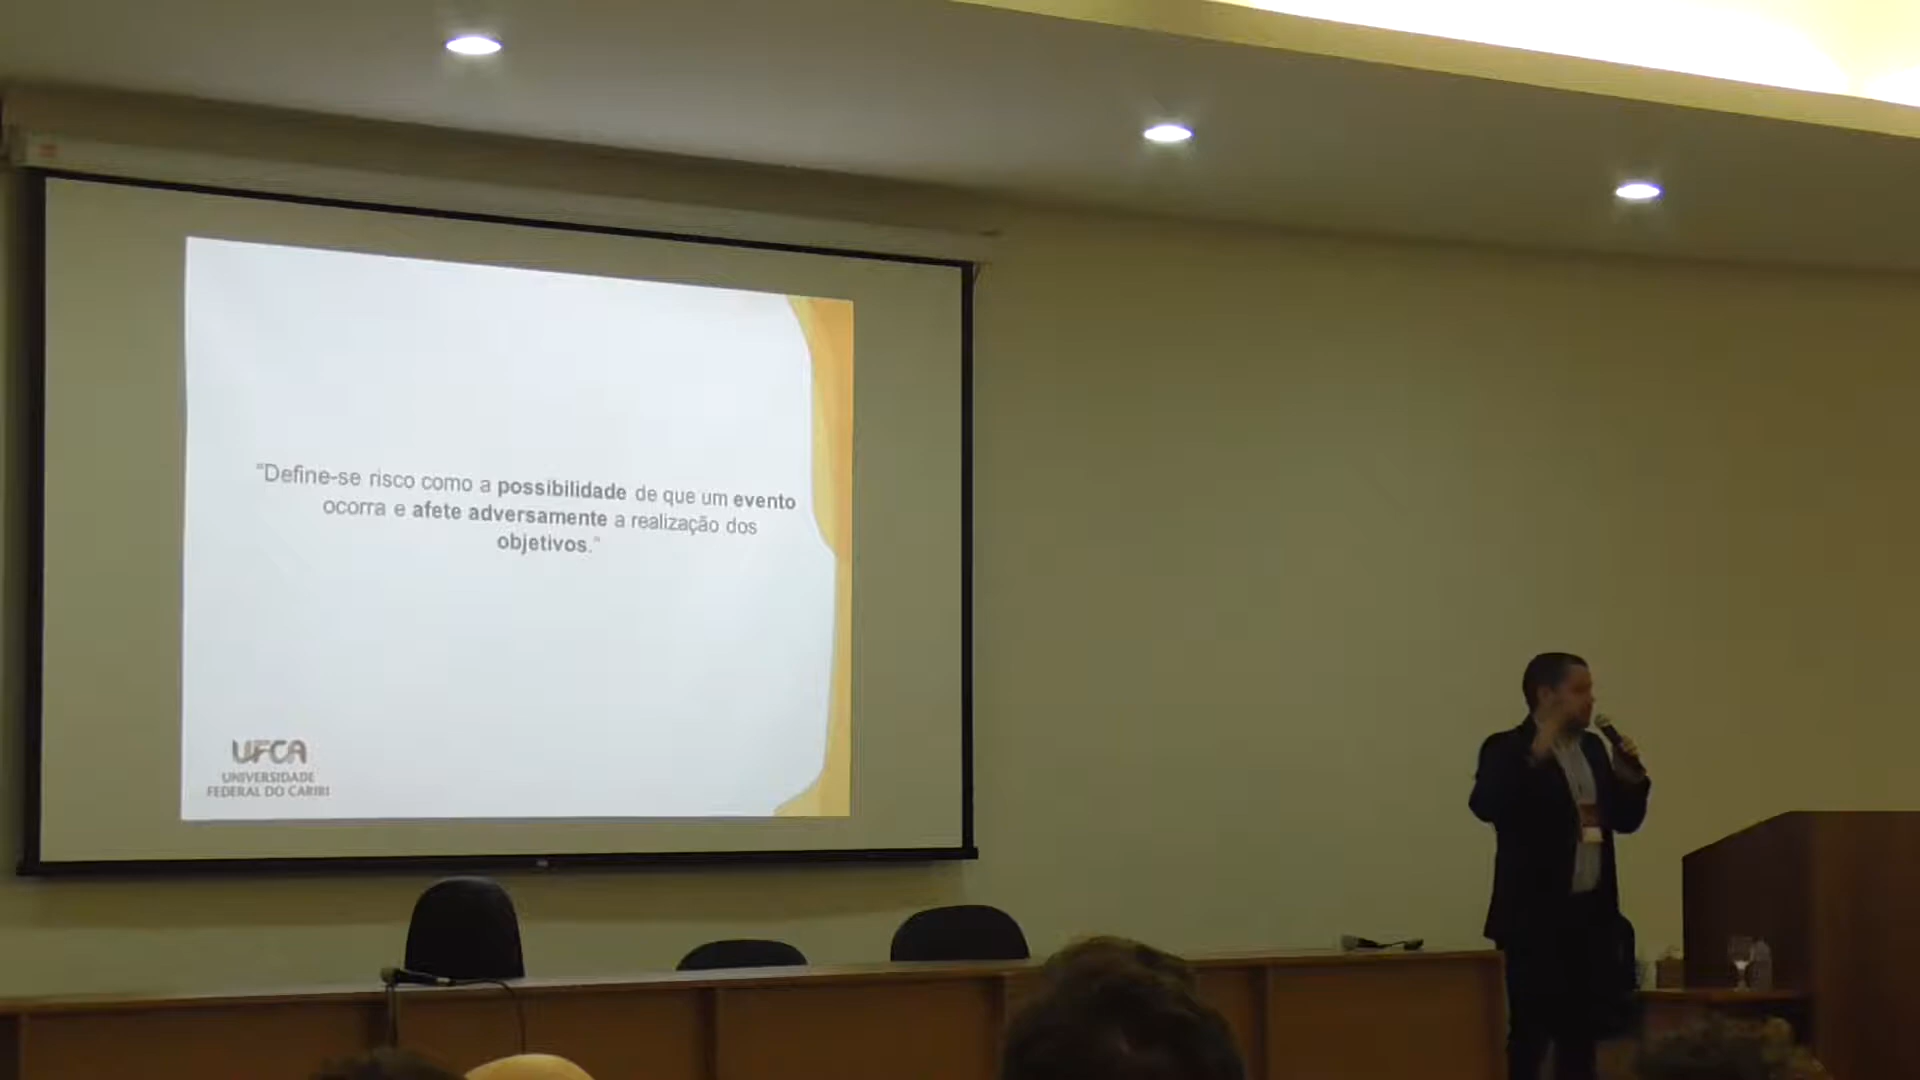 “Define-se risco como a possibilidade de que um evento
ocorra e afete adversamente a realização dos
objetivos.”
UFCA
UNIVERSIDADE
FEDERAL DO CARIRI